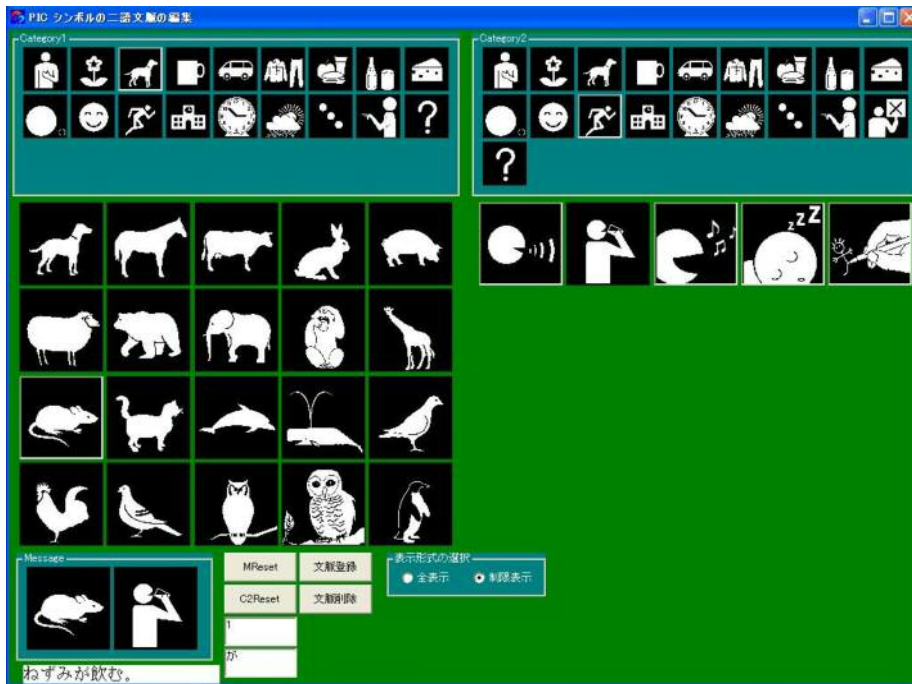 PIC シンボルの二語文脈の編集
Category1
Category2
z z Z
Message
MReset
文脈登録
C2Reset
文脈削除
1
が
表示形式の選択
全表示
制限表示
ねずみが飲む。